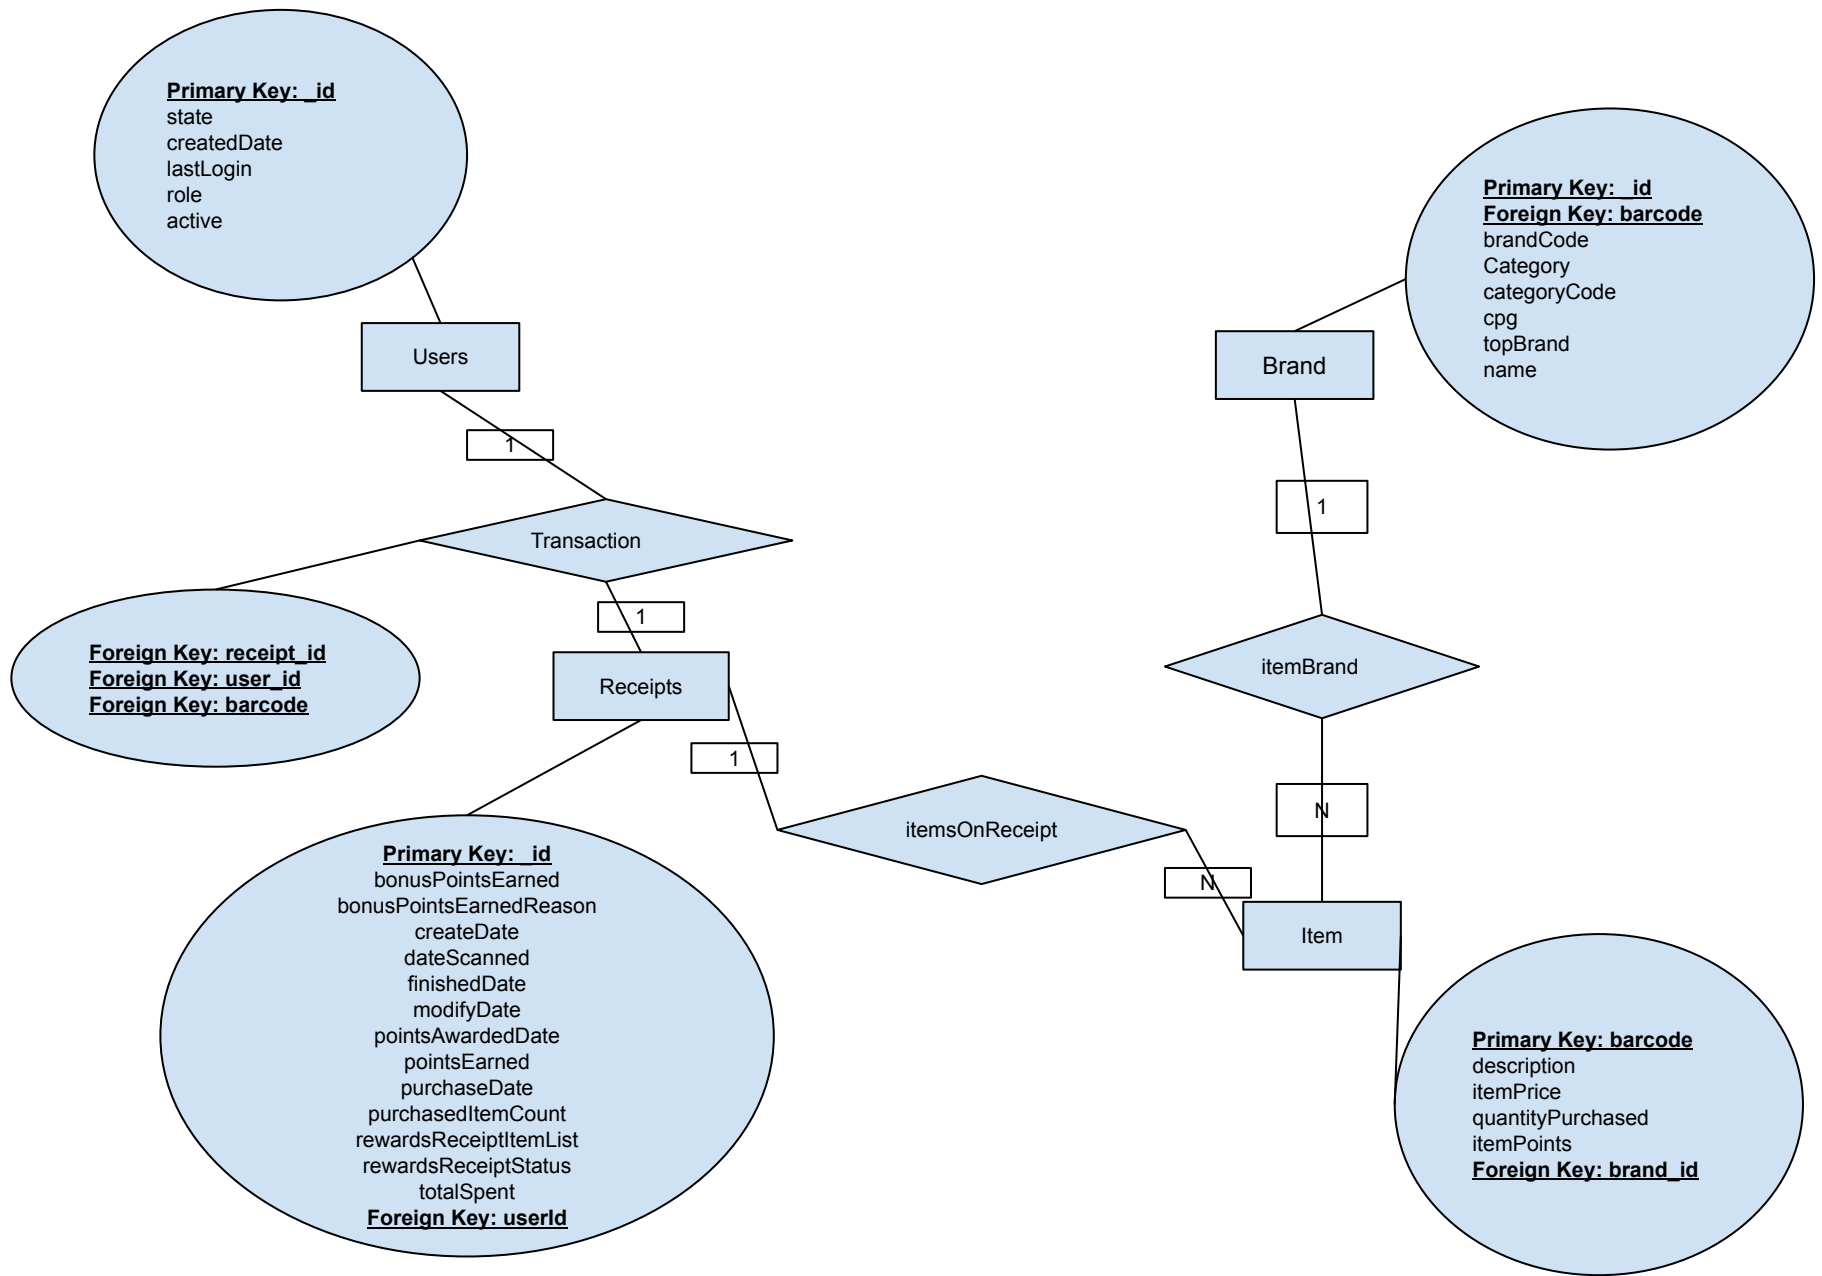 Primary Key: _id
state
createdDate
lastLogin
role
active
Primary Key: _id
Foreign Key: barcode
brandCode
Category
categoryCode
cpg
topBrand
name
Users
Brand
1
1
Transaction
1
Foreign Key: receipt_id
Foreign Key: user_id
Foreign Key: barcode
Receipts
itemBrand
1
N
itemsOnReceipt
N
Item
Primary Key: _id
bonusPointsEarned
bonusPointsEarnedReason
createDate
dateScanned
finishedDate
modifyDate
pointsAwardedDate
pointsEarned
purchaseDate
purchasedItemCount
rewardsReceiptItemList
rewardsReceiptStatus
totalSpent
Foreign Key: userId
Primary Key: barcode
description
itemPrice
quantityPurchased
itemPoints
Foreign Key: brand_id